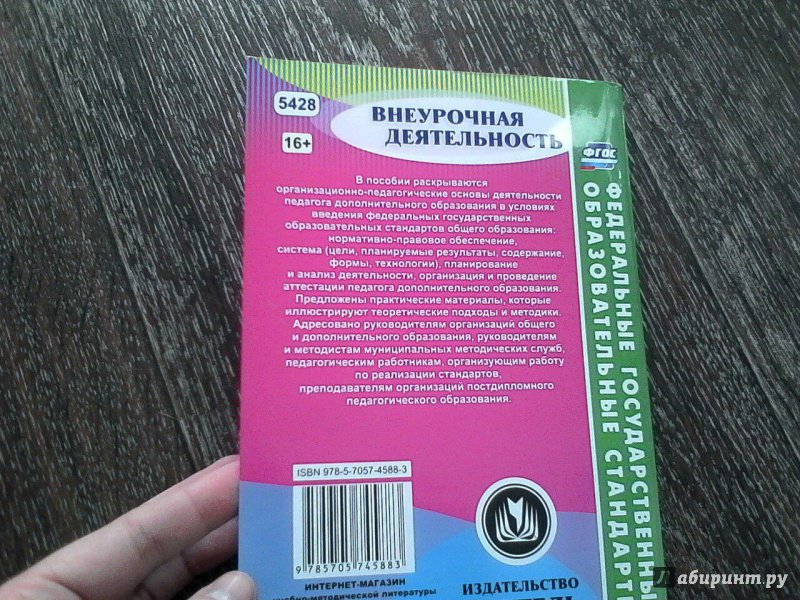 5428
16+
ВНЕУРОЧНАЯ
ДЕЯТЕЛЬНОСТЬ
ФГОС
В пособии раскрываются
организационно-педагогические основы деятельности
педагога дополнительного образования в условиях
введения федеральных государственных
образовательных стандартов общего образования:
нормативно-правовое обеспечение,
система (цели, планируемые результаты, содержание,
формы, технологии), планирование
и анализ деятельности, организация и проведение
аттестации педагога дополнительного образования.
Предложены практические материалы, которые
иллюстрируют теоретические подходы и методики.
Адресовано руководителям организаций общего
и дополнительного образования, руководителям
и методистам муниципальных методических служб,
педагогическим работникам, организующим работу
по реализации стандартов,
преподавателям организаций постдипломного
педагогического образования.
ФЕДЕРАЛЬНЫЕ ГОСУДАРСТВЕННЫ
ОБРАЗОВАТЕЛЬНЫЕ СТАНДАРТ
ISBN 978-5-7057-4588-3
9 785705 745883
ИНТЕРНЕТ-МАГАЗИН
учебно-методической литературы
ИЗДАТЕЛЬСТВО
Лабиринт.ру